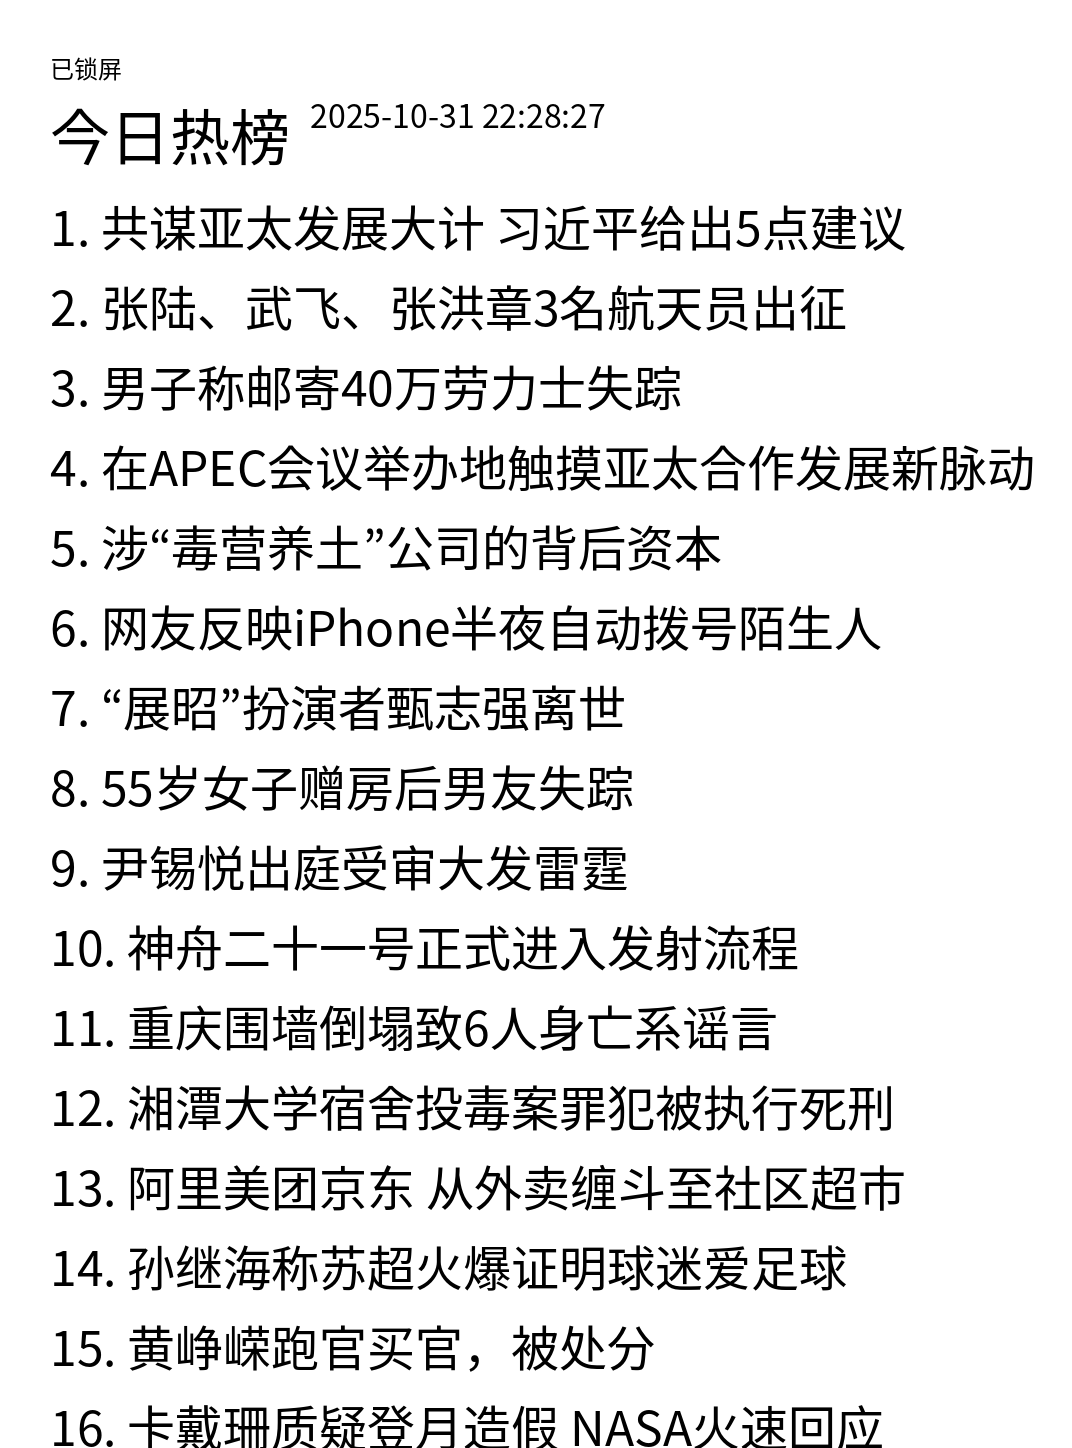 已锁屏
今日热榜 2025-10-31 22:28:27
1. 共谋亚太发展大计 习近平给出5点建议
2. 张陆、武飞、张洪章3名航天员出征
3. 男子称邮寄40万劳力士失踪
4. 在APEC会议举办地触摸亚太合作发展新脉动
5. 涉“毒营养土”公司的背后资本
6. 网友反映iPhone半夜自动拨号陌生人
7. “展昭”扮演者甄志强离世
8. 55岁女子赠房后男友失踪
9. 尹锡悦出庭受审大发雷霆
10. 神舟二十一号正式进入发射流程
11. 重庆围墙倒塌致6人身亡系谣言
12. 湘潭大学宿舍投毒案罪犯被执行死刑
13. 阿里美团京东 从外卖缠斗至社区超市
14. 孙继海称苏超火爆证明球迷爱足球
15. 黄峥嵘跑官买官，被处分
16. 卡戴珊质疑登月造假 NASA火速回应